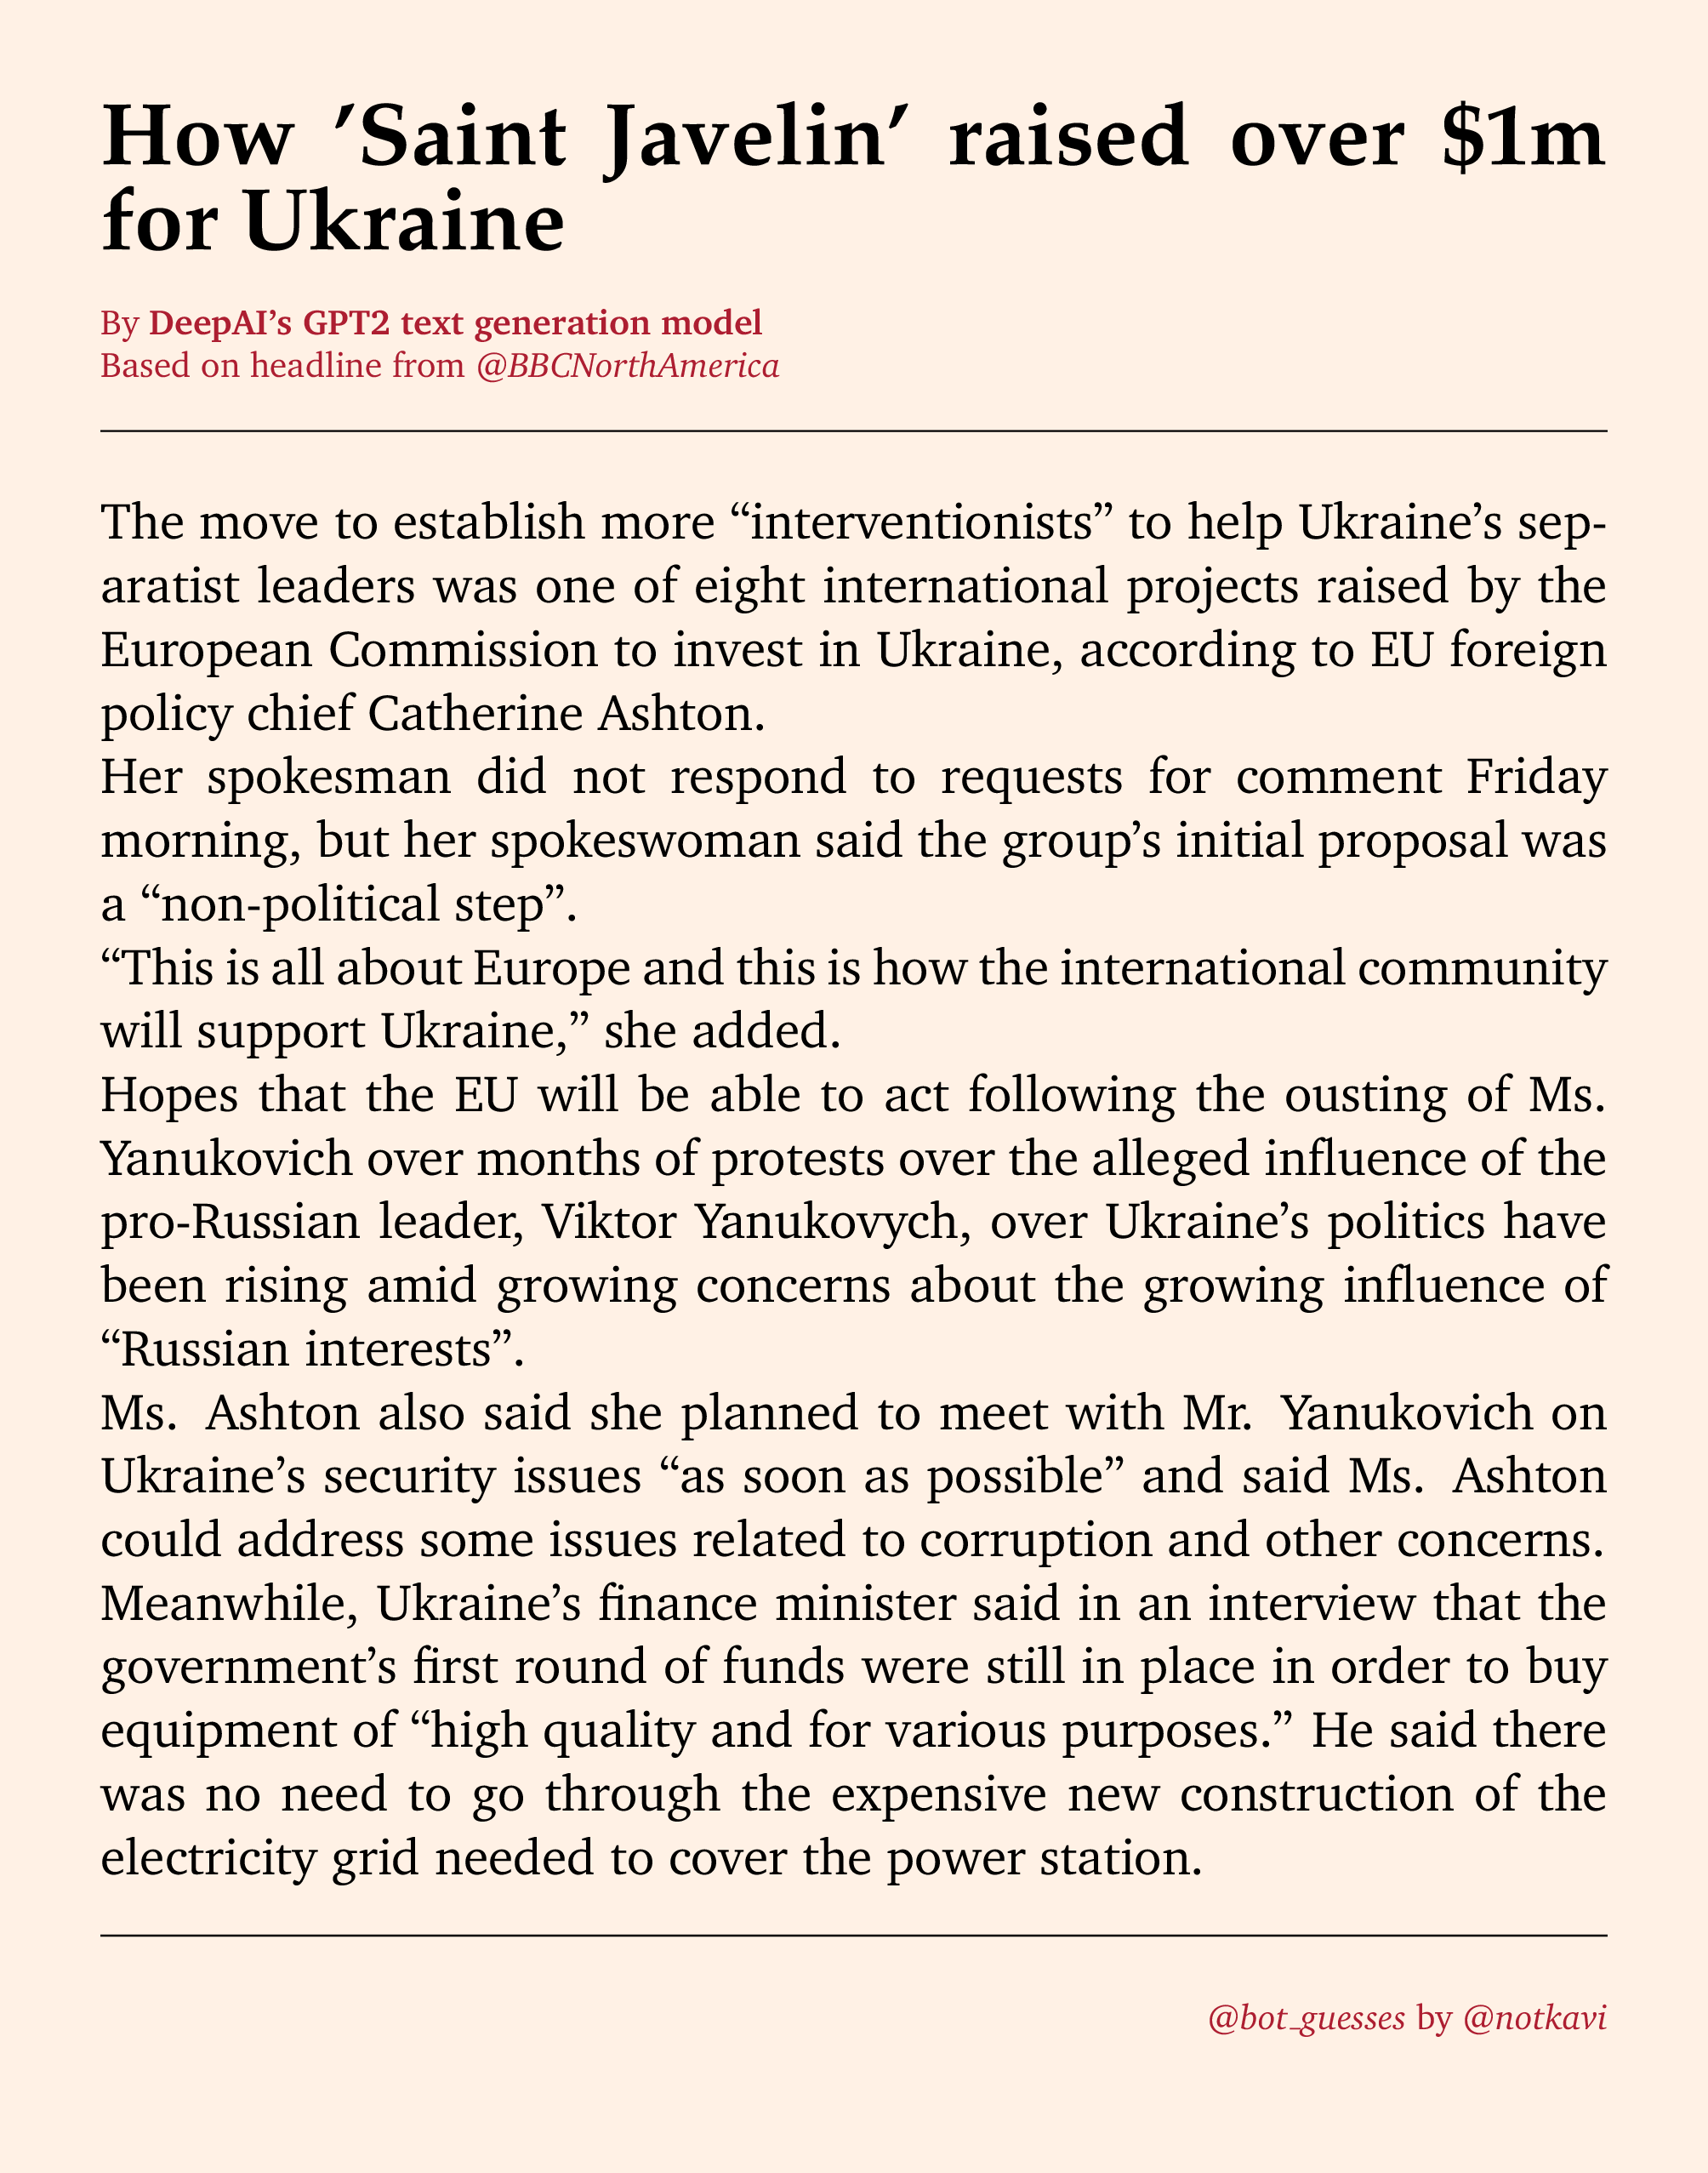 How ’Saint Javelin’ raised over $1m
for Ukraine
By DeepAI’s GPT2 text generation model
Based on headline from @BBCNorthAmerica
The move to establish more “interventionists” to help Ukraine’s sep-
aratist leaders was one of eight international projects raised by the
European Commission to invest in Ukraine, according to EU foreign
policy chief Catherine Ashton.
Her spokesman did not respond to requests for comment Friday
morning, but her spokeswoman said the group’s initial proposal was
a “non-political step”.
“This is all about Europe and this is how the international community
will support Ukraine,” she added.
Hopes that the EU will be able to act following the ousting of Ms.
Yanukovich over months of protests over the alleged influence of the
pro-Russian leader, Viktor Yanukovych, over Ukraine’s politics have
been rising amid growing concerns about the growing influence of
“Russian interests”.
Ms. Ashton also said she planned to meet with Mr. Yanukovich on
Ukraine’s security issues “as soon as possible” and said Ms. Ashton
could address some issues related to corruption and other concerns.
Meanwhile, Ukraine’s finance minister said in an interview that the
government’s first round of funds were still in place in order to buy
equipment of “high quality and for various purposes.” He said there
was no need to go through the expensive new construction of the
electricity grid needed to cover the power station.
@bot_guesses by @notkavi